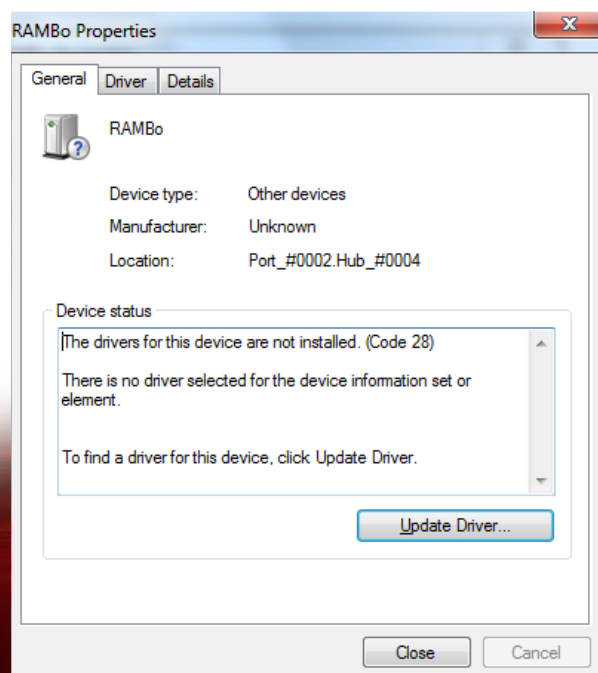 RAMBo Properties
General
Driver
Details
RAMBo
Device type: Other devices
Manufacturer: Unknown
Location: Port_#0002.Hub_#0004
Device status
The drivers for this device are not installed. (Code 28)
There is no driver selected for the device information set or
element.
To find a driver for this device, click Update Driver.
Update Driver...
Close
Cancel